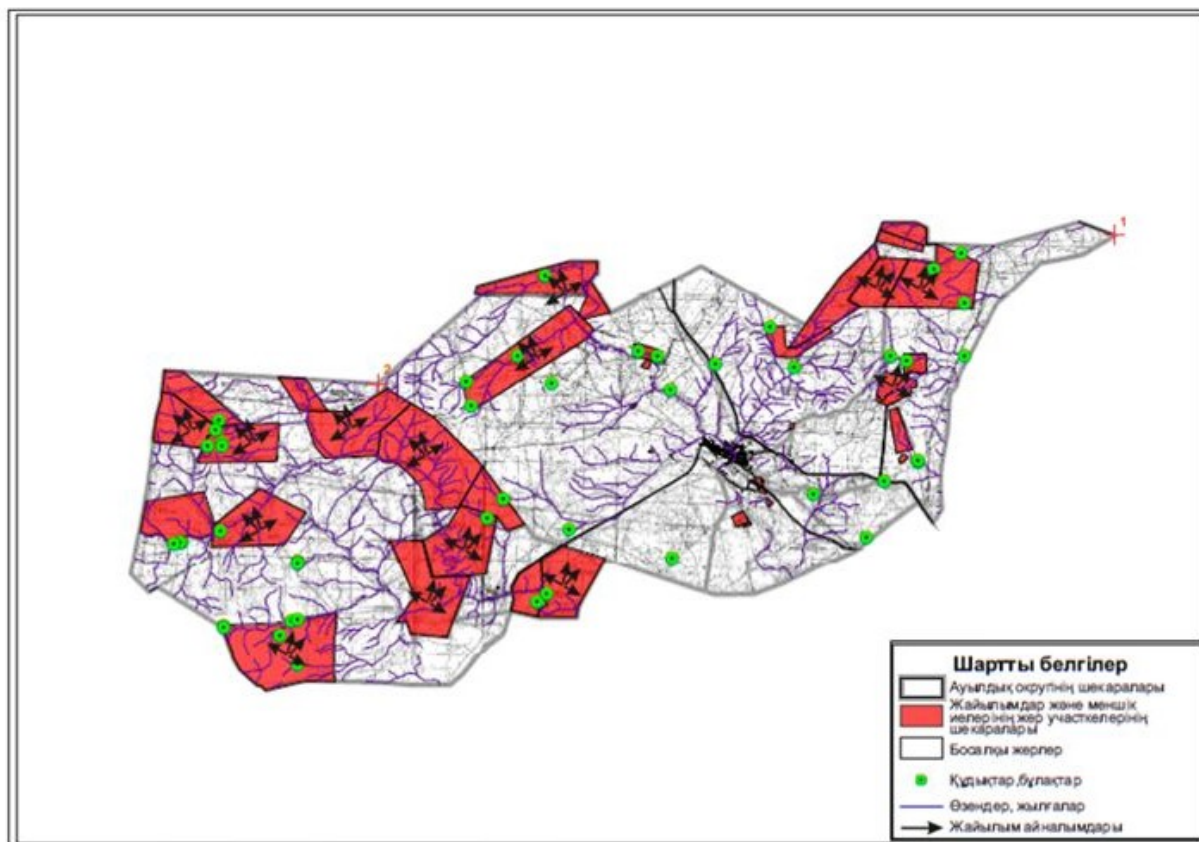 1
2
Шартты белгілер
Ауылдық округінің шекаралары
Жайылымдар және меншік
иелерінің жер участкелерінің
шекаралары
Босалқы жерлер
Құдықтар,бұлақтар
Өзендер, жылғалар
Жайылым айналымдары